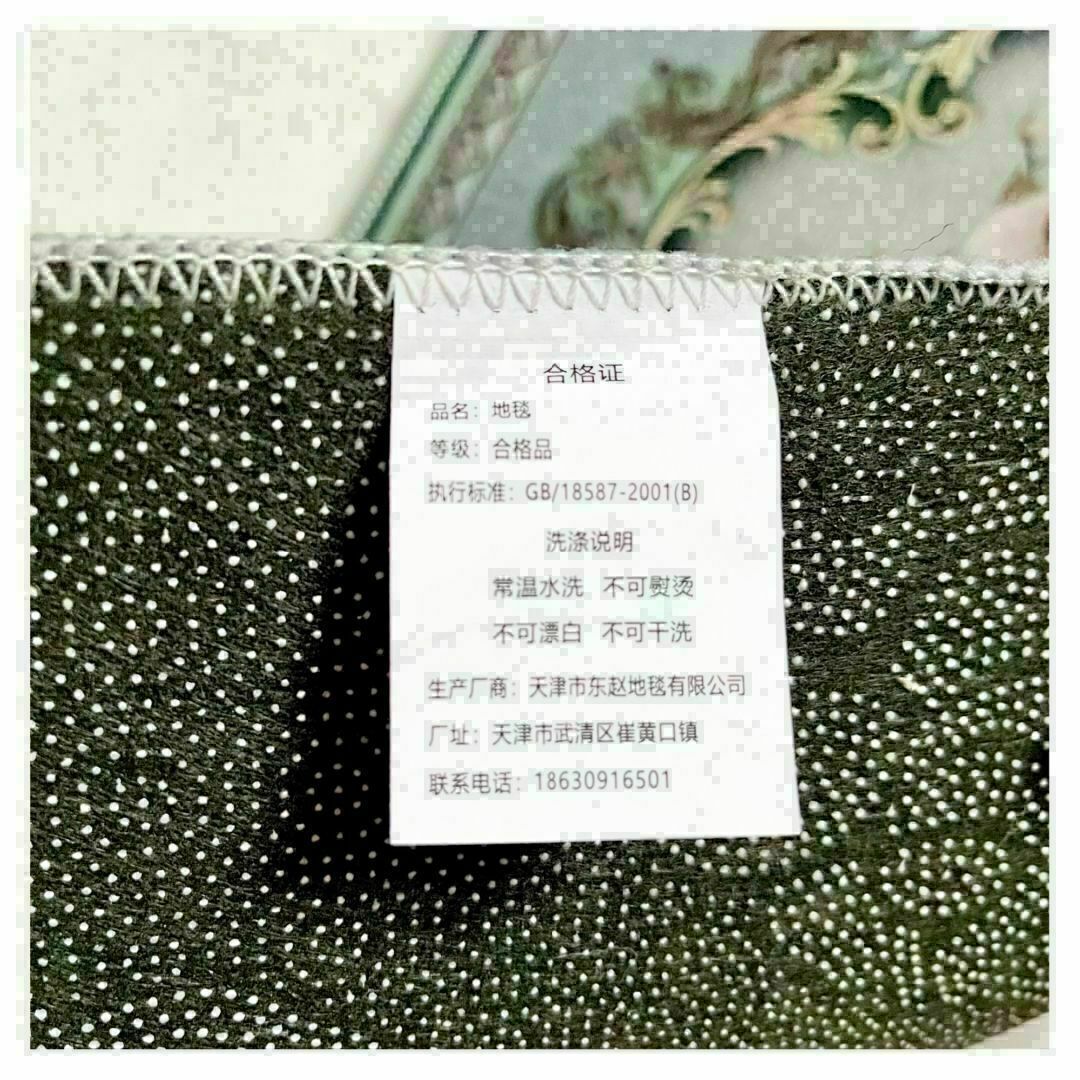 合格证
品名：地毯
等级：合格品
执行标准：GB/18587-2001(B)
洗涤说明
常温水洗 不可熨烫
不可漂白 不可干洗
生产厂商：天津市东赵地毯有限公司
厂址：天津市武清区崔黄口镇
联系电话：18630916501